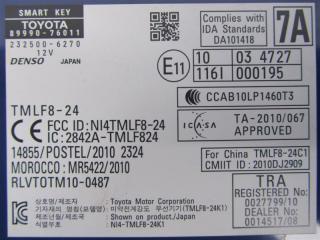 SMART KEY
TOYOTA
89990-76011
232500-6270
12V
DENSO JAPAN
Complies with
IDA Standards
DA101418
7A
E11
10 03 4727
1161 000195
CCAB10LP1460T3
TMLF8-24
FCC ID: NI4TMLF8-24
IC: 2842A-TMLF824
14855/POSTEL/2010 2324
MOROCCO: MR5422/2010
RLVTOTM10-0487
ICASA
TA-2010/067
APPROVED
For China TMLF8-24C1
CMIIT ID: 2010DJ2909
TRA
REGISTERED No:
0027799/10
DEALER No:
0014517/08
Toyota Motor Corporation
(TMLF8-24K1)
NI4-TMLF8-24K1